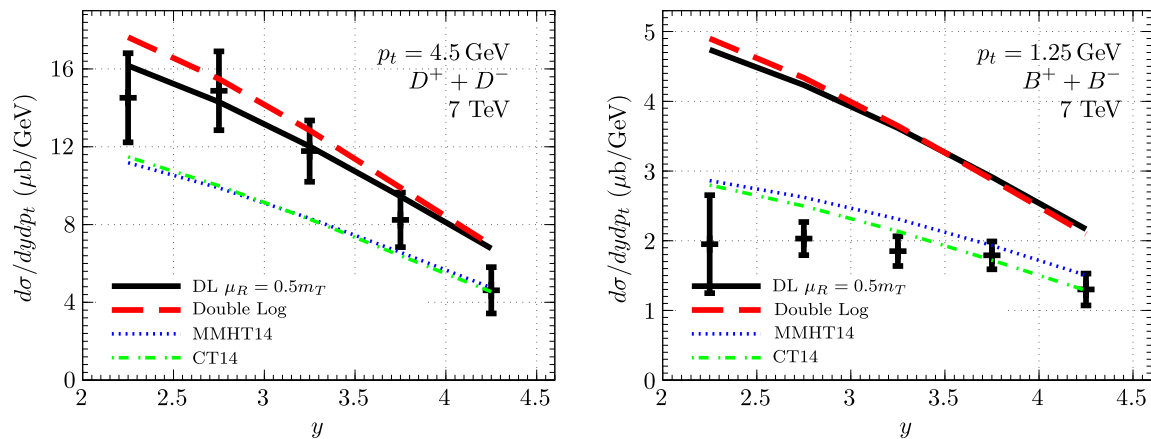 16
12
8
4
0
dσ/dydp_t (μb/GeV)
p_t = 4.5 GeV
D⁺ + D⁻
7 TeV
DL μ_R = 0.5m_T
Double Log
MMHT14
CT14
2 2.5 3 3.5 4 4.5
y
5
4
3
2
1
0
dσ/dydp_t (μb/GeV)
p_t = 1.25 GeV
B⁺ + B⁻
7 TeV
DL μ_R = 0.5m_T
Double Log
MMHT14
CT14
2 2.5 3 3.5 4 4.5
y